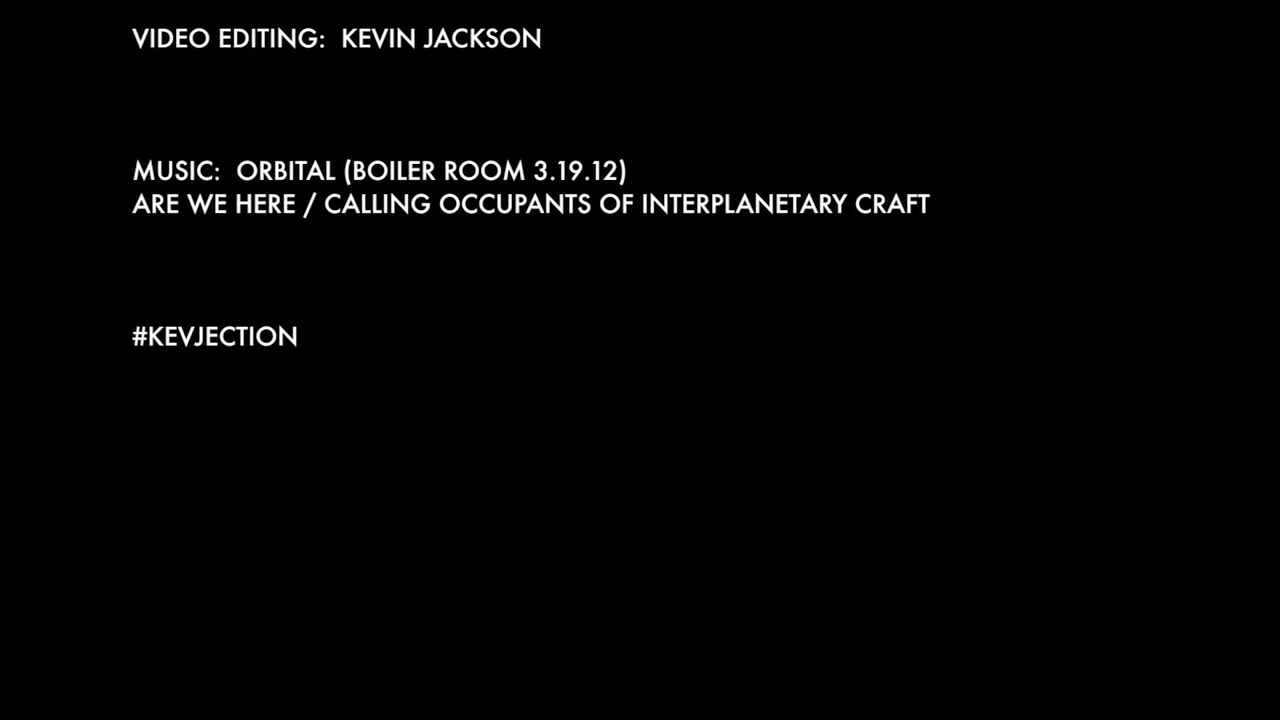 VIDEO EDITING:  KEVIN JACKSON
MUSIC:  ORBITAL (BOILER ROOM 3.19.12)
ARE WE HERE / CALLING OCCUPANTS OF INTERPLANETARY CRAFT
#KEVJECTION